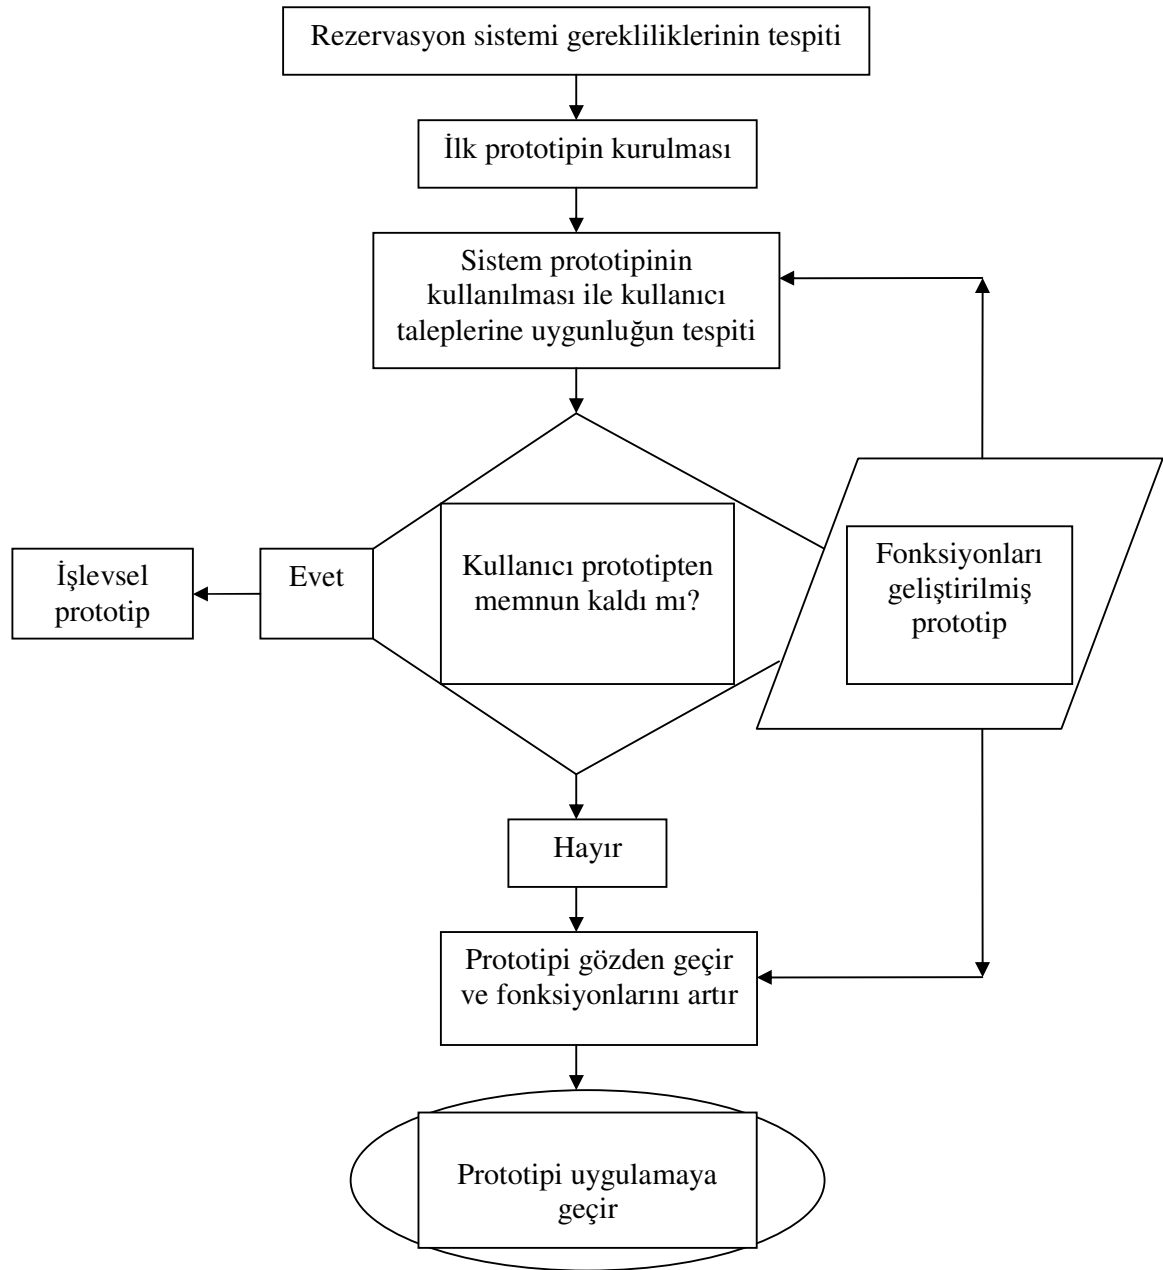 Rezervasyon sistemi gerekliliklerinin tespiti
İlk prototipin kurulması
Sistem prototipinin
kullanılması ile kullanıcı
taleplerine uygunluğun tespiti
İşlevsel
prototip
Evet
Kullanıcı prototipten
memnun kaldı mı?
Fonksiyonları
geliştirilmiş
prototip
Hayır
Prototipi gözden geçir
ve fonksiyonlarını artır
Prototipi uygulamaya
geçir